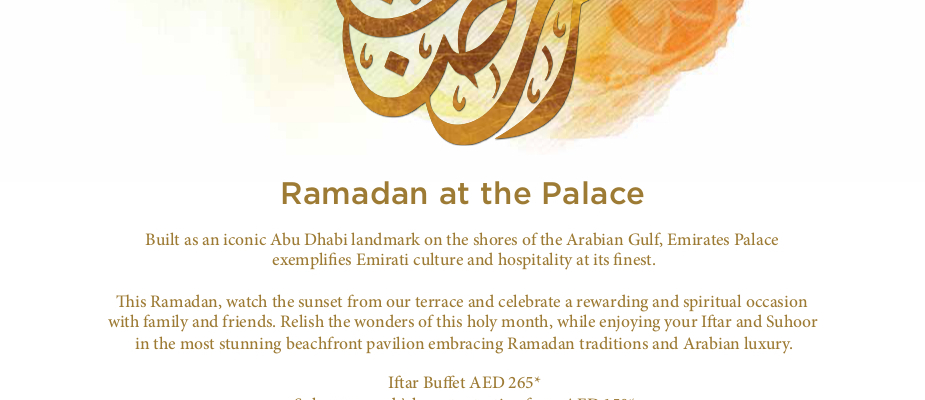 Ramadan at the Palace
Built as an iconic Abu Dhabi landmark on the shores of the Arabian Gulf, Emirates Palace
exemplifies Emirati culture and hospitality at its finest.
This Ramadan, watch the sunset from our terrace and celebrate a rewarding and spiritual occasion
with family and friends. Relish the wonders of this holy month, while enjoying your Iftar and Suhoor
in the most stunning beachfront pavilion embracing Ramadan traditions and Arabian luxury.
Iftar Buffet AED 265*